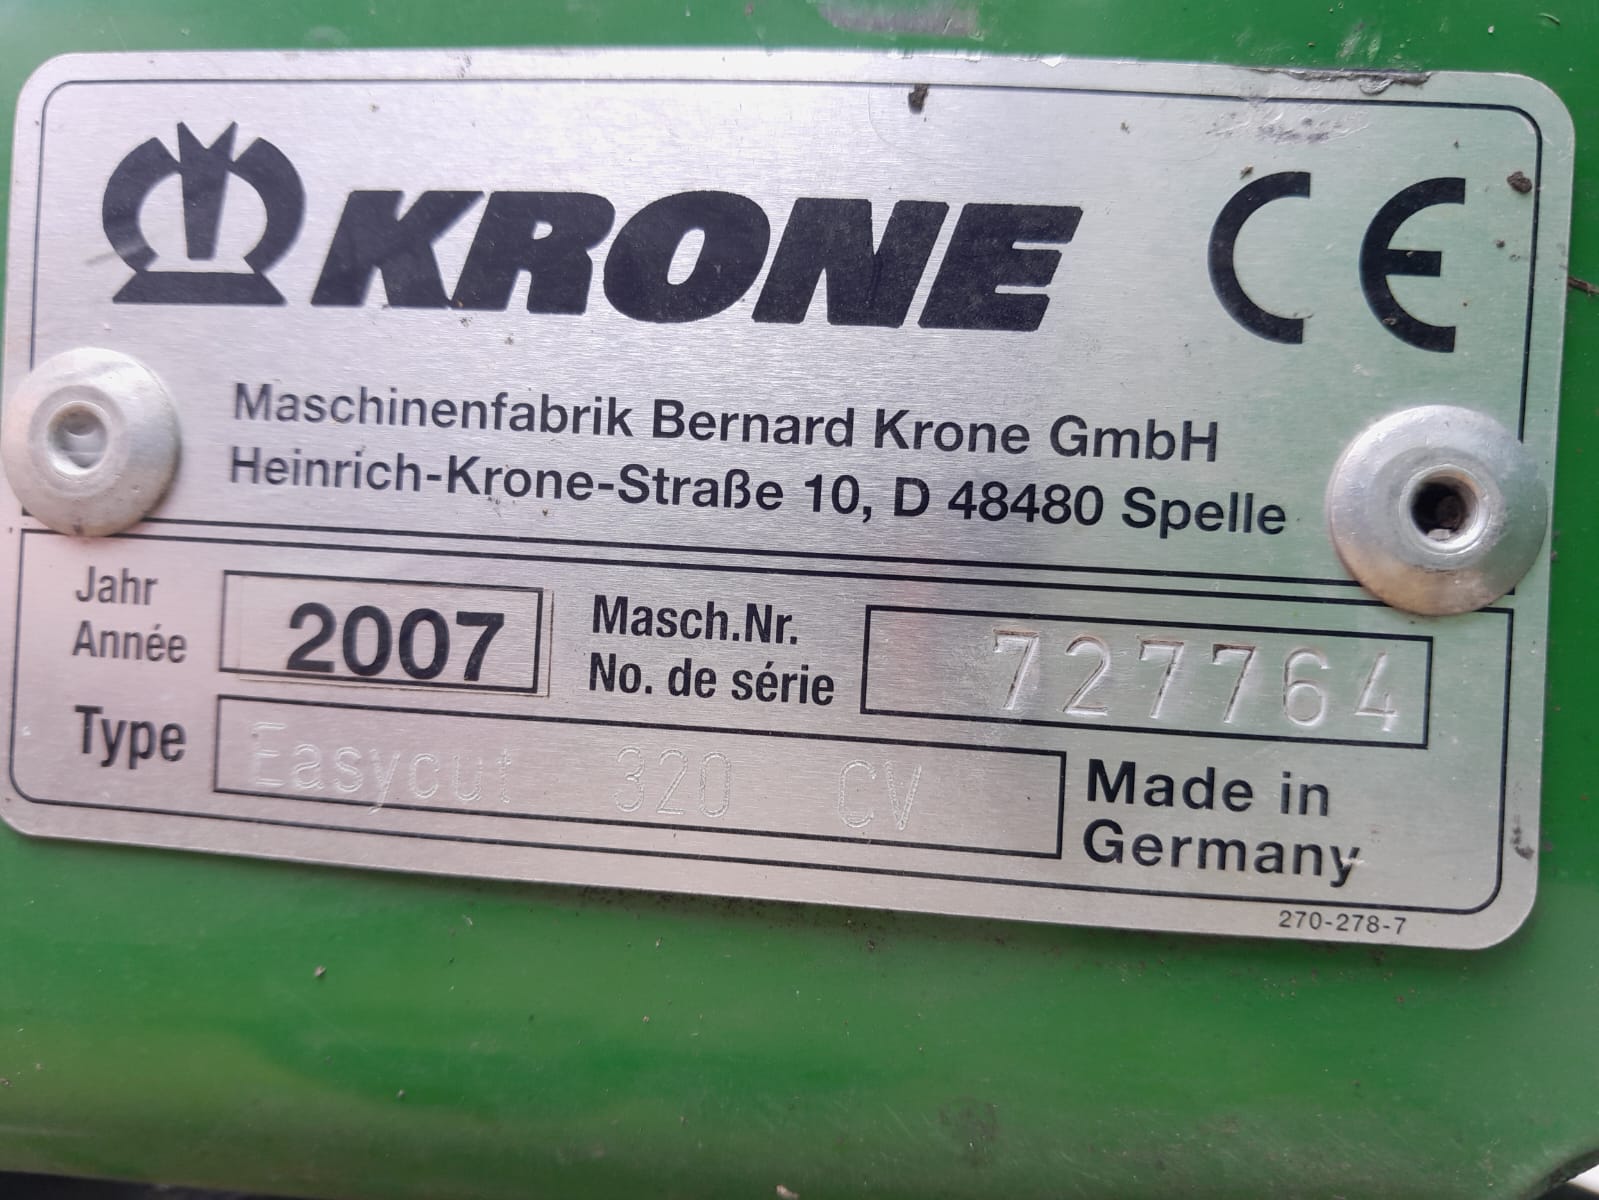 KRONE CE
Maschinenfabrik Bernard Krone GmbH
Heinrich-Krone-Straße 10, D 48480 Spelle
Jahr
Année
2007
Masch.Nr.
No. de série
727764
Type
Easycut 320 CV
Made in
Germany
270-278-7